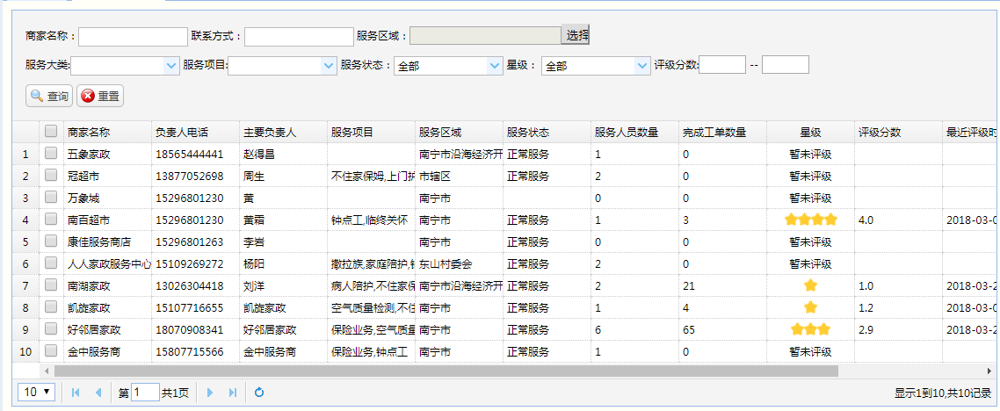 商家名称： 联系方式： 服务区域： 选择
服务大类: 服务项目: 服务状态： 全部 星级： 全部 评级分数: --
查询 重置
商家名称 负责人电话 主要负责人 服务项目 服务区域 服务状态 服务人员数量 完成工单数量 星级 评级分数 最近评级时
1 五象家政 18565444441 赵得昌 南宁市沿海经济开 正常服务 1 0 暂未评级
2 冠超市 13877052698 周生 不住家保姆,上门护 市辖区 正常服务 2 0 暂未评级
3 万象城 15296801230 黄 南宁市 0 0 暂未评级
4 南百超市 15296801230 黄霜 钟点工,临终关怀 南宁市 正常服务 1 3 4.0 2018-03-0
5 康佳服务商店 15296801263 李岩 南宁市 正常服务 0 0 暂未评级
6 人人家政服务中心 15109269272 杨阳 撒拉族,家庭陪护,钅 东山村委会 正常服务 2 0 暂未评级
7 南湖家政 13026304418 刘洋 病人陪护,不住家保 南宁市沿海经济开 正常服务 2 21 1.0 2018-03-2
8 凯旋家政 15107716655 凯旋家政 空气质量检测,不住 南宁市 正常服务 1 4 1.2 2018-03-0
9 好邻居家政 18070908341 好邻居家政 保险业务,空气质量 南宁市 正常服务 6 65 2.9 2018-03-2
10 金中服务商 15807715566 金中服务商 保险业务,钟点工 南宁市 正常服务 1 0 暂未评级
10 第 1 共1页 显示1到10,共10记录